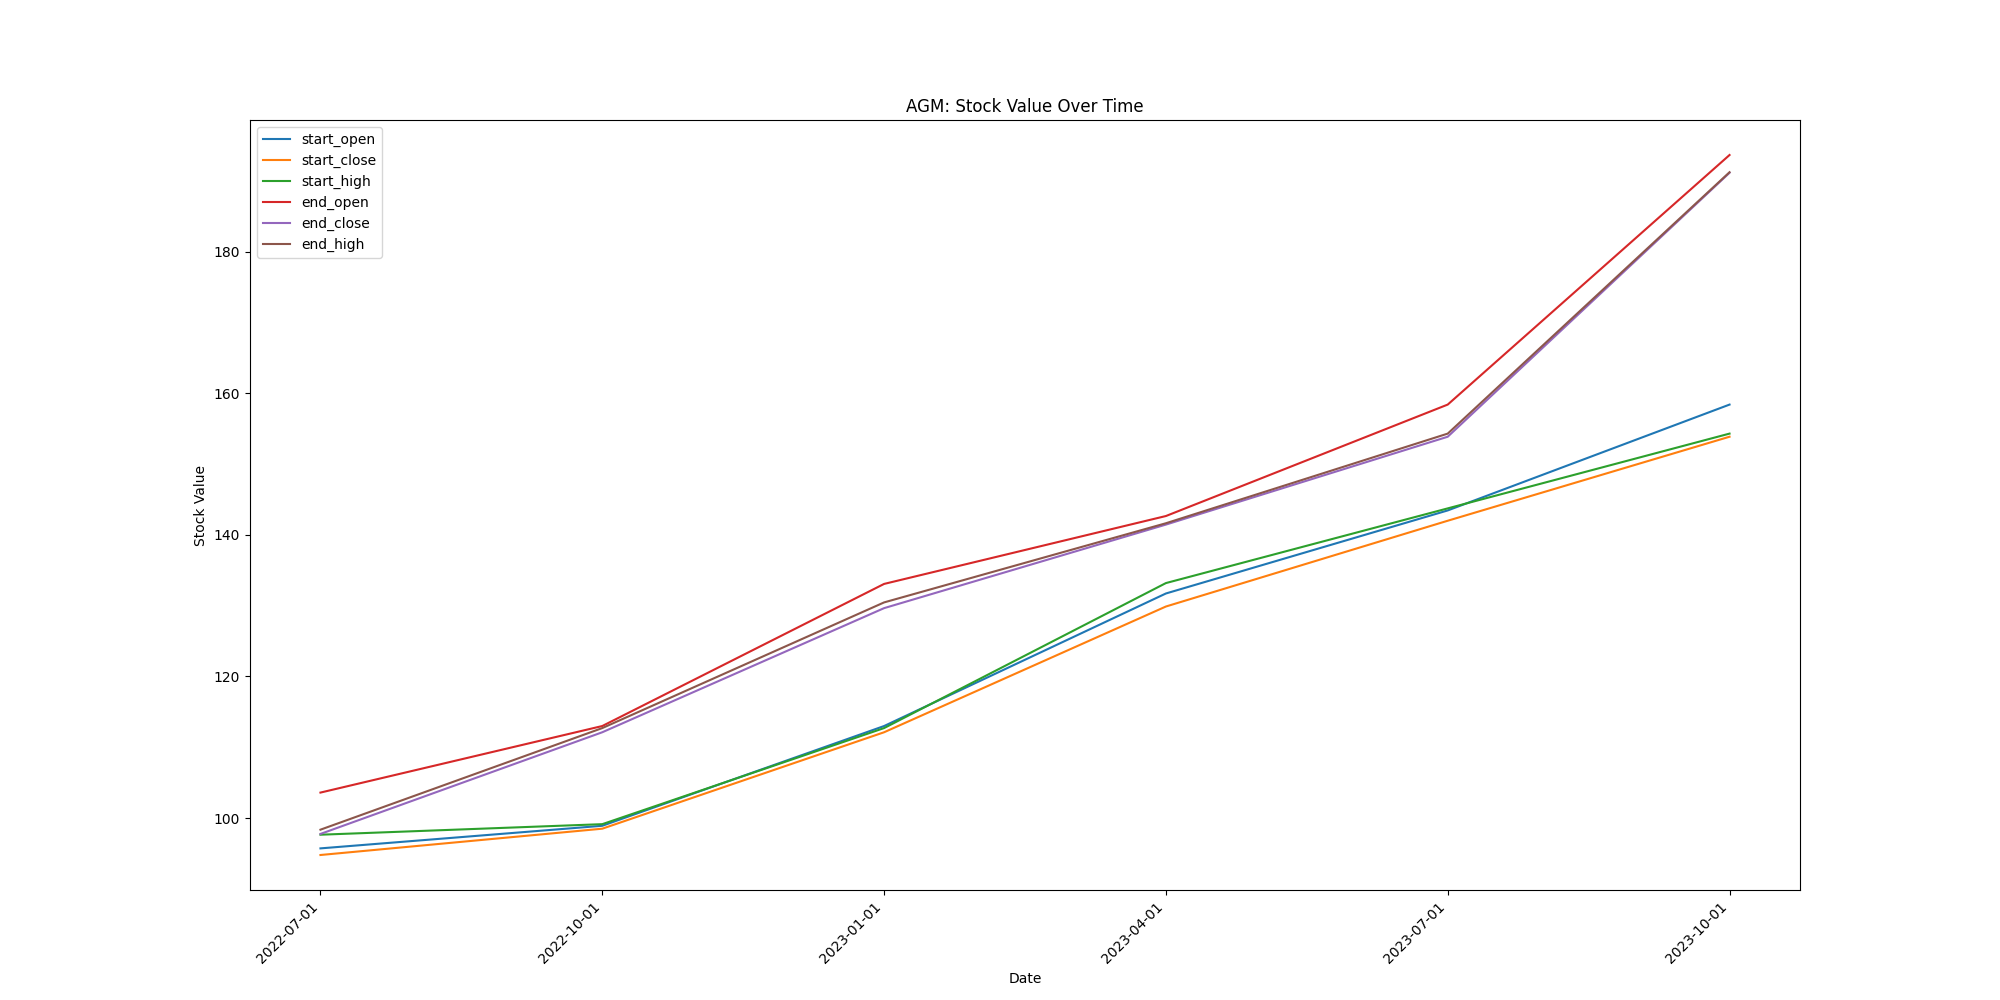 AGM: Stock Value Over Time
start_open
start_close
start_high
end_open
end_close
end_high
180
160
140
120
100
Stock Value
2022-07-01
2022-10-01
2023-01-01
2023-04-01
2023-07-01
2023-10-01
Date